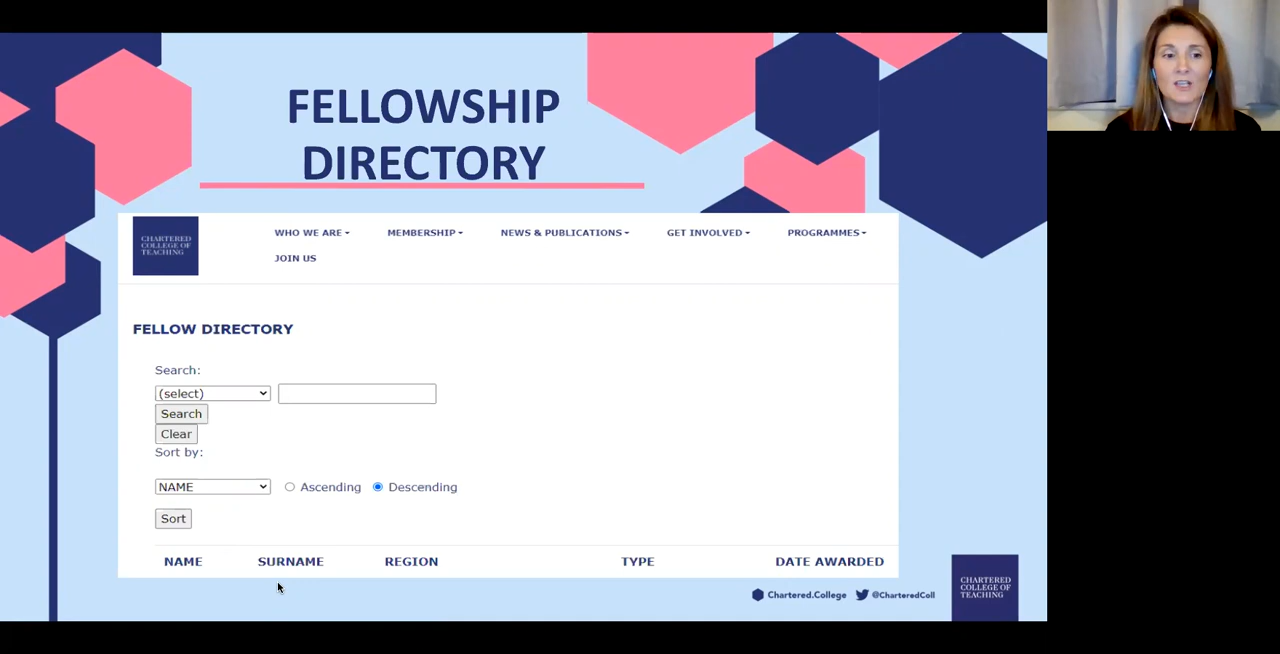 FELLOWSHIP
DIRECTORY
CHARTERED
COLLEGE OF
TEACHING
WHO WE ARE
MEMBERSHIP
NEWS & PUBLICATIONS
GET INVOLVED
PROGRAMMES
JOIN US
FELLOW DIRECTORY
Search:
(select)
Search
Clear
Sort by:
NAME
Ascending
Descending
Sort
NAME SURNAME REGION TYPE DATE AWARDED
Chartered.College @CharteredColl
CHARTERED
COLLEGE OF
TEACHING